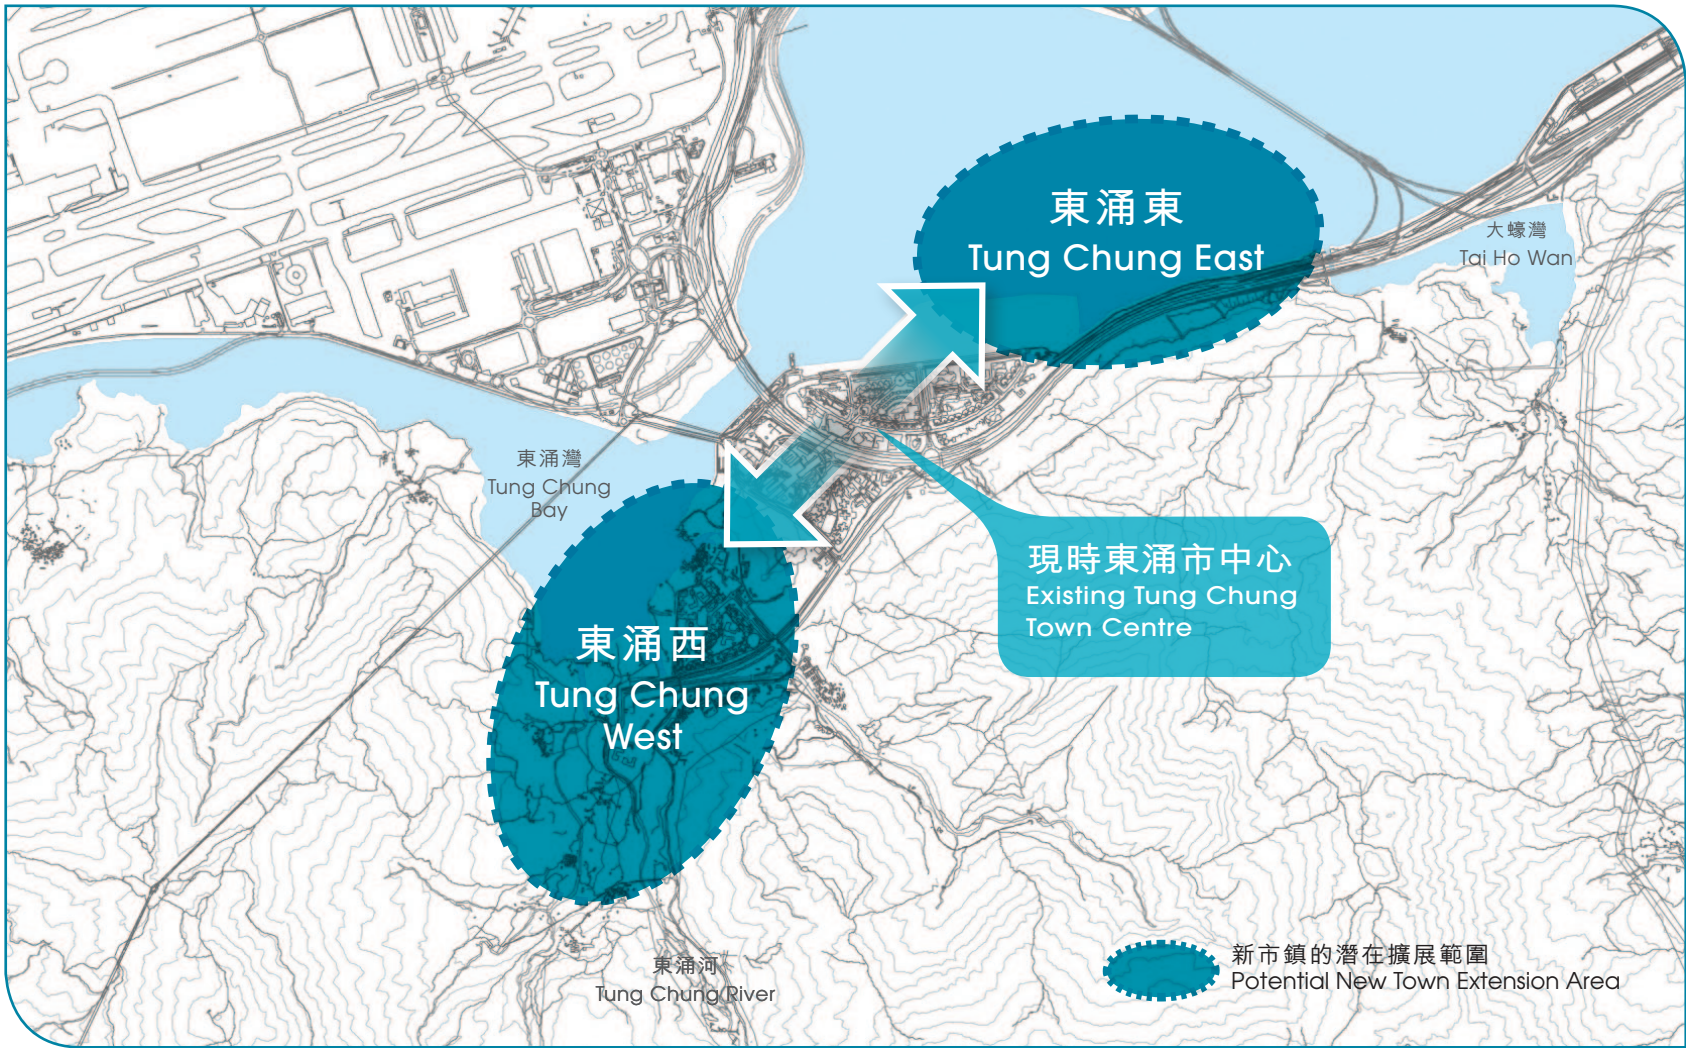 東涌東
Tung Chung East
大蠔灣
Tai Ho Wan
東涌灣
Tung Chung
Bay
現時東涌市中心
Existing Tung Chung
Town Centre
東涌西
Tung Chung
West
新市鎮的潛在擴展範圍
Potential New Town Extension Area
東涌河
Tung Chung River